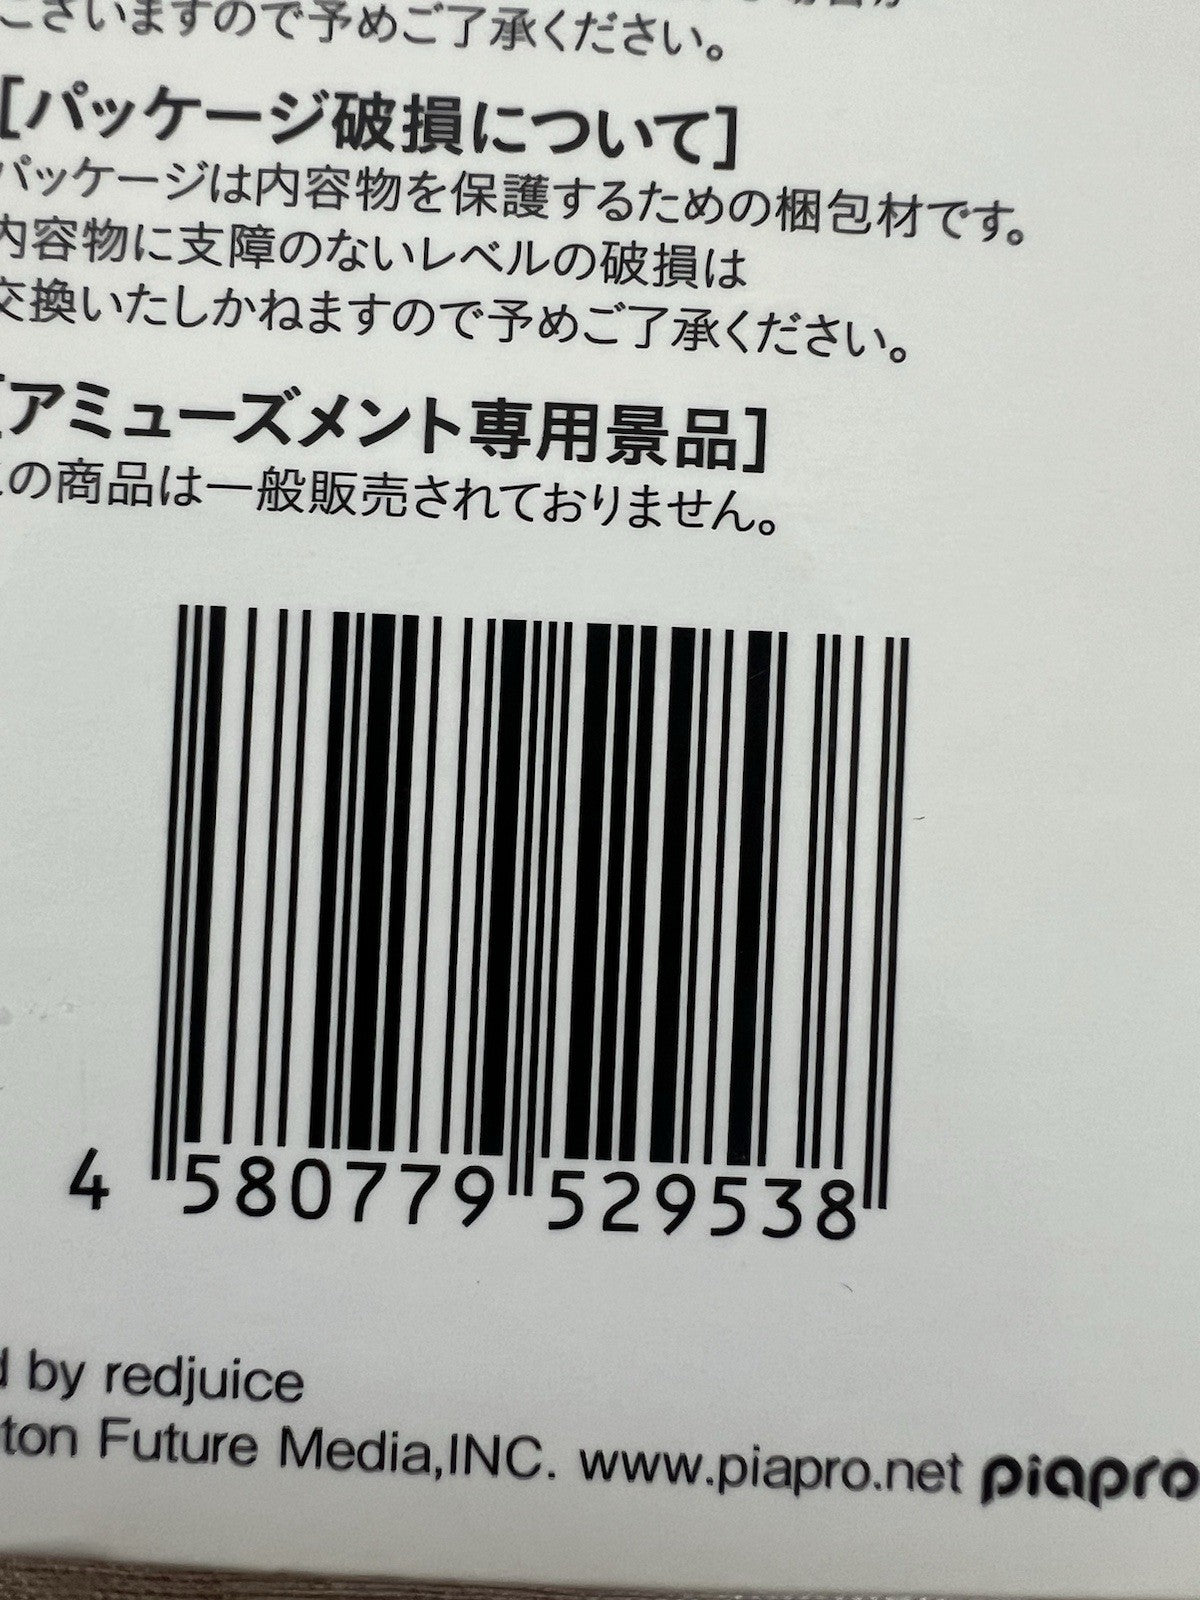 ございますので予めご了承ください。
[パッケージ破損について]
パッケージは内容物を保護するための梱包材です。
内容物に支障のないレベルの破損は
交換いたしかねますので予めご了承ください。
[アミューズメント専用景品]
この商品は一般販売されておりません。
4 580779 529538
d by redjuice
ton Future Media,INC. www.piapro.net piapro